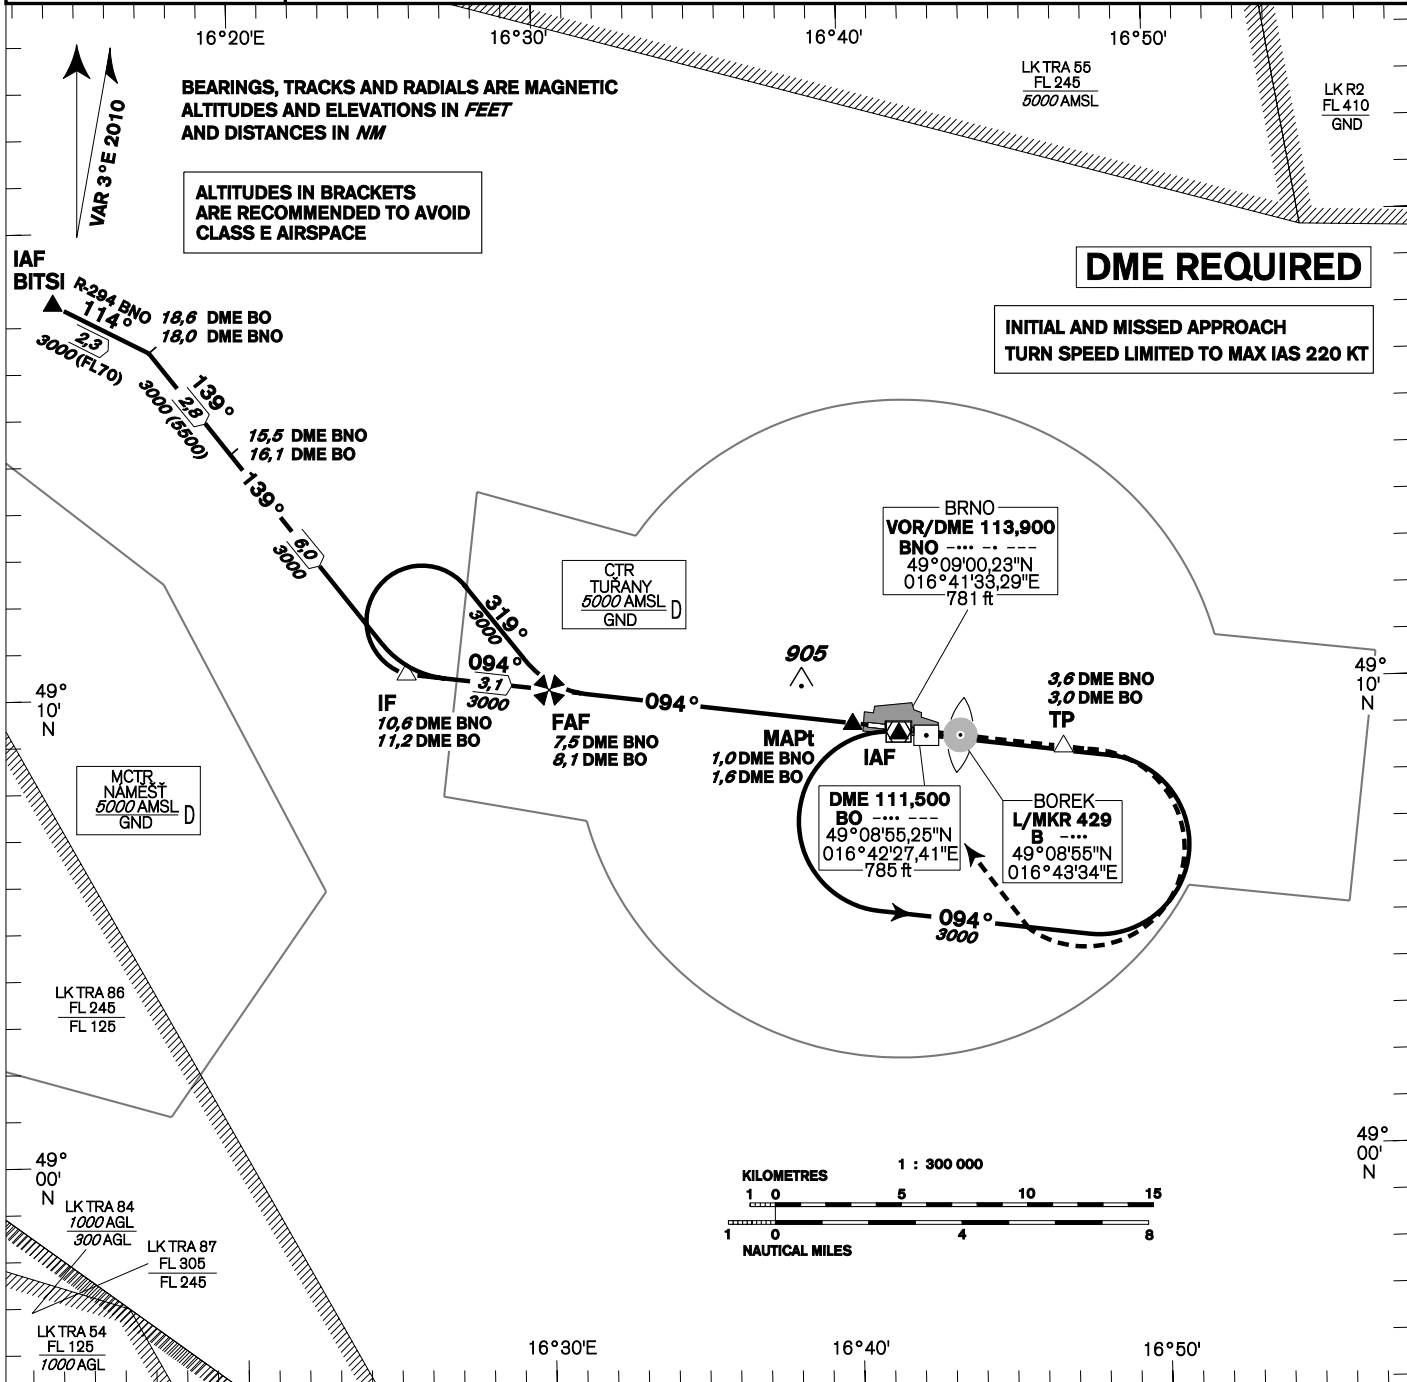 16°20'E
16°30'
16°40'
16°50'
VAR 3°E 2010
BEARINGS, TRACKS AND RADIALS ARE MAGNETIC
ALTITUDES AND ELEVATIONS IN FEET
AND DISTANCES IN NM
LK TRA 55
FL 245
5000 AMSL
LK R2
FL 410
GND
ALTITUDES IN BRACKETS
ARE RECOMMENDED TO AVOID
CLASS E AIRSPACE
DME REQUIRED
INITIAL AND MISSED APPROACH
TURN SPEED LIMITED TO MAX IAS 220 KT
IAF
BITSI
R-294 BNO
114°
2,3
3000 (FL70)
18,6 DME BO
18,0 DME BNO
139°
2,8
3000 (5500)
15,5 DME BNO
16,1 DME BO
139°
6,0
3000
BRNO
VOR/DME 113,900
BNO -··· -· ---
49°09'00,23"N
016°41'33,29"E
781 ft
CTR
TUŘANY
5000 AMSL
GND
D
319°
3000
094°
3,1
3000
IF
10,6 DME BNO
11,2 DME BO
FAF
7,5 DME BNO
8,1 DME BO
094°
905
MAPt
1,0 DME BNO
1,6 DME BO
IAF
3,6 DME BNO
3,0 DME BO
TP
49°
10'
N
49°
10'
N
MCTR
NÁMĚŠŤ
5000 AMSL
GND
D
DME 111,500
BO -··· ---
49°08'55,25"N
016°42'27,41"E
785 ft
BOREK
L/MKR 429
B -···
49°08'55"N
016°43'34"E
094°
3000
LK TRA 86
FL 245
FL 125
49°
00'
N
49°
00'
N
1 : 300 000
KILOMETRES
1 0 5 10 15
1 0 4 8
NAUTICAL MILES
LK TRA 84
1000 AGL
300 AGL
LK TRA 87
FL 305
FL 245
LK TRA 54
FL 125
1000 AGL
16°30'E
16°40'
16°50'